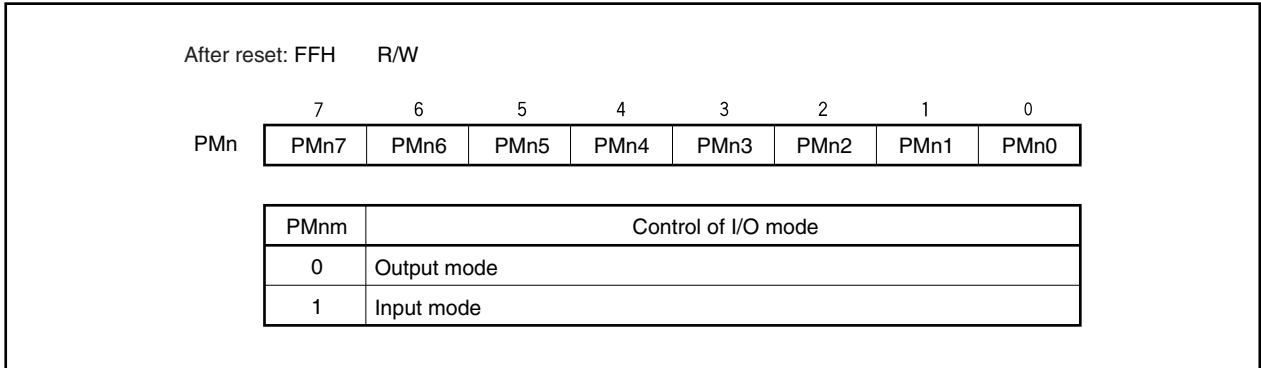 After reset: FFH R/W
7 6 5 4 3 2 1 0
PMn PMn7 PMn6 PMn5 PMn4 PMn3 PMn2 PMn1 PMn0
PMnm Control of I/O mode
0 Output mode
1 Input mode